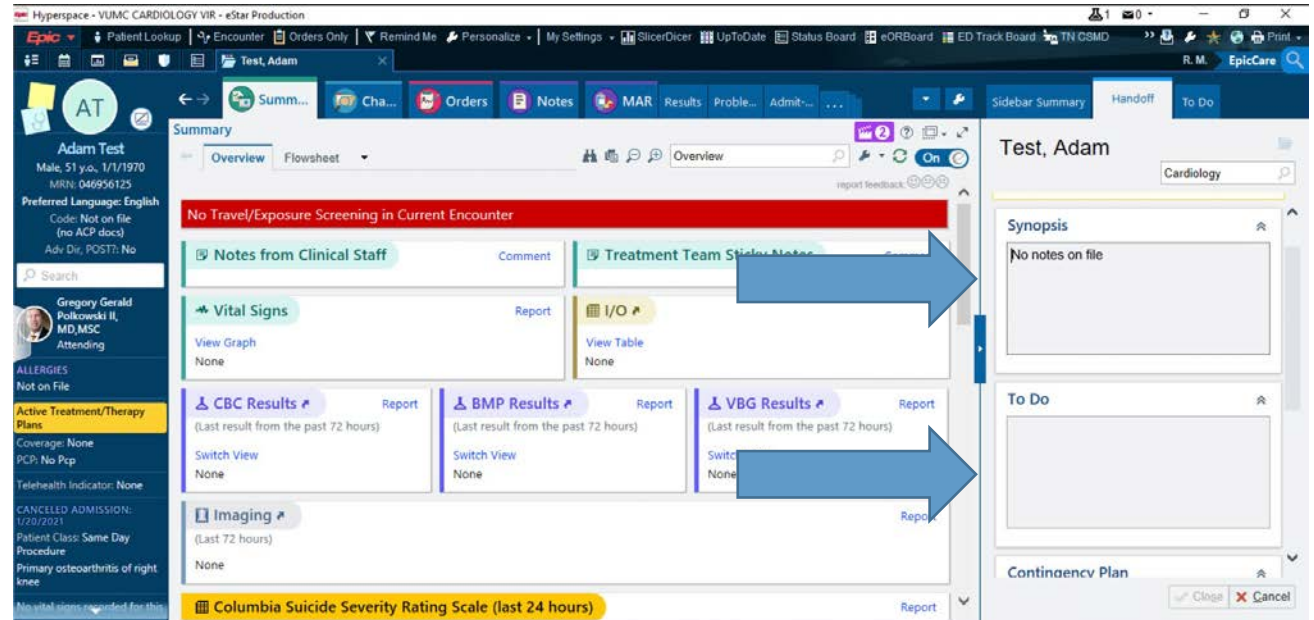 Hyperspace - VUMC CARDIOLOGY VIR - eStar Production
1 0
Epic Patient Lookup Encounter Orders Only Remind Me Personalize My Settings SlicerDicer UpToDate Status Board eORBoard ED Track Board TN CSMD Print
Test, Adam × R. M. EpicCare
Summ... Cha... Orders Notes MAR Results Proble... Admit-... ...
Sidebar Summary Handoff To Do
AT
Adam Test
Male, 51 y.o., 1/1/1970
MRN: 046956125
Preferred Language: English
Code: Not on file
(no ACP docs)
Adv Dir, POST?: No
Search
Gregory Gerald
Polkowski II,
MD,MSC
Attending
ALLERGIES
Not on File
Active Treatment/Therapy
Plans
Coverage: None
PCP: No Pcp
Telehealth Indicator: None
CANCELED ADMISSION:
1/20/2021
Patient Class: Same Day
Procedure
Primary osteoarthritis of right
knee
No vital signs recorded for this
Summary
2
Overview Flowsheet Overview On
report feedback:
No Travel/Exposure Screening in Current Encounter
Notes from Clinical Staff Comment
Treatment Team Sticky Notes
Vital Signs Report
View Graph
None
I/O
View Table
None
CBC Results Report
(Last result from the past 72 hours)
Switch View
None
BMP Results Report
(Last result from the past 72 hours)
Switch View
None
VBG Results Report
(Last result from the past 72 hours)
None
Imaging Report
(Last 72 hours)
None
Columbia Suicide Severity Rating Scale (last 24 hours) Report
Test, Adam
Cardiology
Synopsis
No notes on file
To Do
Contingency Plan
Close Cancel